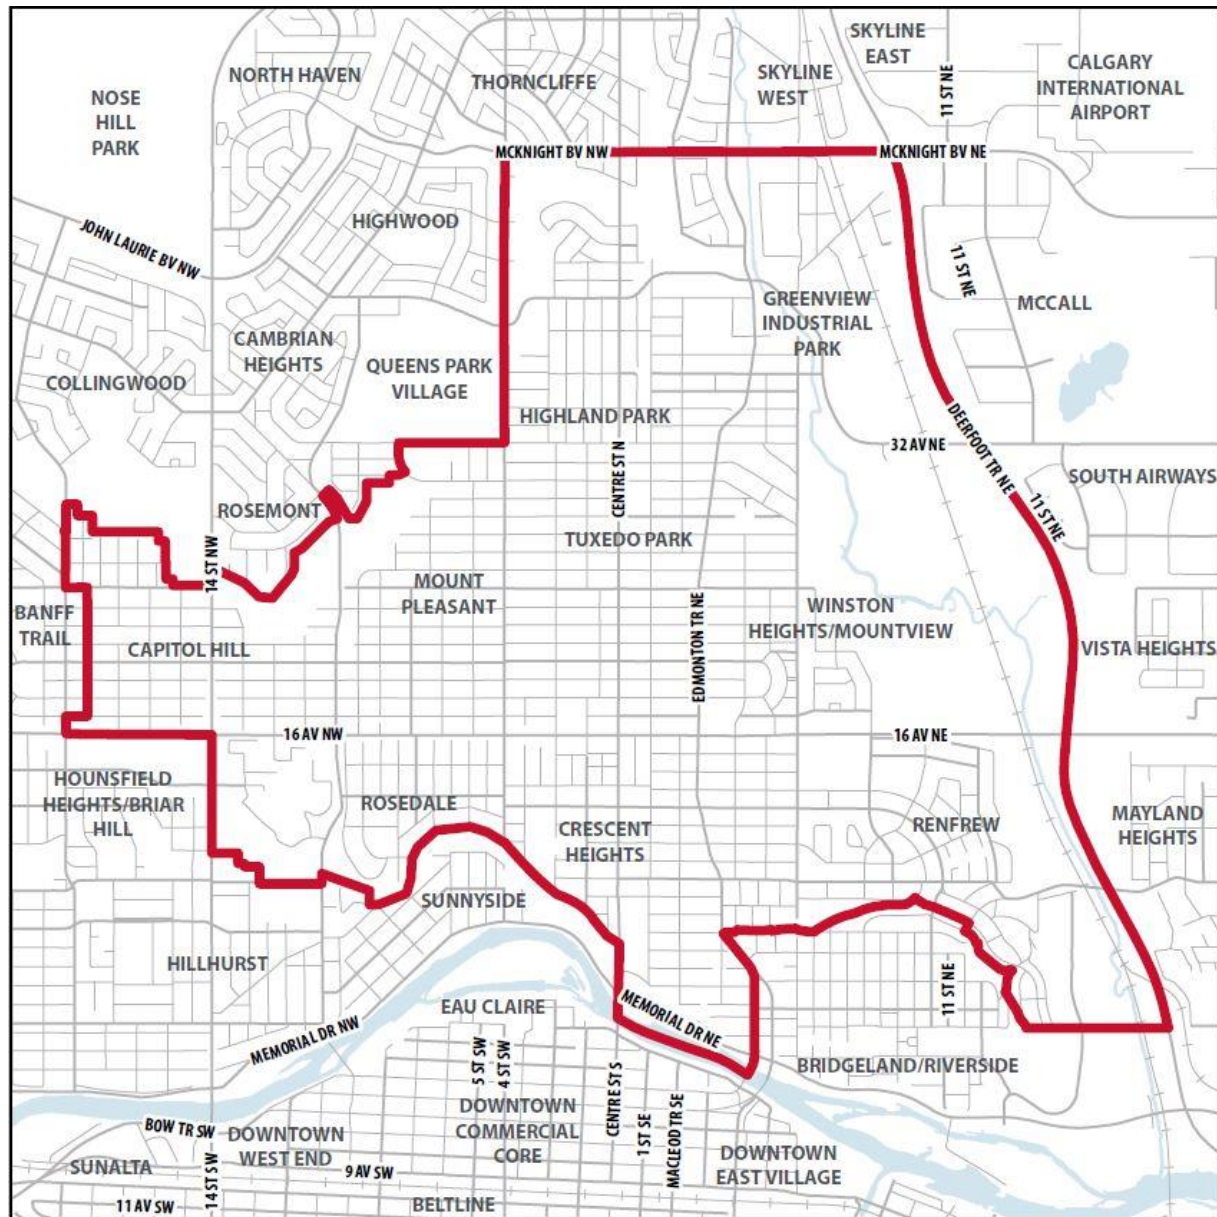 SKYLINE
EAST
NORTH HAVEN
THORNCLIFFE
SKYLINE
WEST
11 ST NE
CALGARY
INTERNATIONAL
AIRPORT
NOSE
HILL
PARK
MCKNIGHT BV NW
MCKNIGHT BV NE
HIGHWOOD
JOHN LAURIE BV NW
11 ST NE
MCCALL
GREENVIEW
INDUSTRIAL
PARK
CAMBRIAN
HEIGHTS
QUEENS PARK
VILLAGE
COLLINGWOOD
HIGHLAND PARK
DEERFOOT TR NE
32 AV NE
CENTRE ST N
SOUTH AIRWAYS
ROSEMONT
11 ST NE
14 ST NW
TUXEDO PARK
MOUNT
PLEASANT
BANFF
TRAIL
EDMONTON TR NE
WINSTON
HEIGHTS/MOUNTVIEW
CAPITOL HILL
VISTA HEIGHTS
16 AV NW
16 AV NE
HOUNSFIELD
HEIGHTS/BRIAR
HILL
ROSEDALE
CRESCENT
HEIGHTS
RENFREW
MAYLAND
HEIGHTS
SUNNYSIDE
HILLHURST
11 ST NE
EAU CLAIRE
MEMORIAL DR NE
MEMORIAL DR NW
BRIDGELAND/RIVERSIDE
5 ST SW
4 ST SW
CENTRE ST S
1 ST SE
MACLEOD TR SE
BOW TR SW
DOWNTOWN
WEST END
DOWNTOWN
COMMERCIAL
CORE
DOWNTOWN
EAST VILLAGE
SUNALTA
14 ST SW
9 AV SW
11 AV SW
BELTLINE